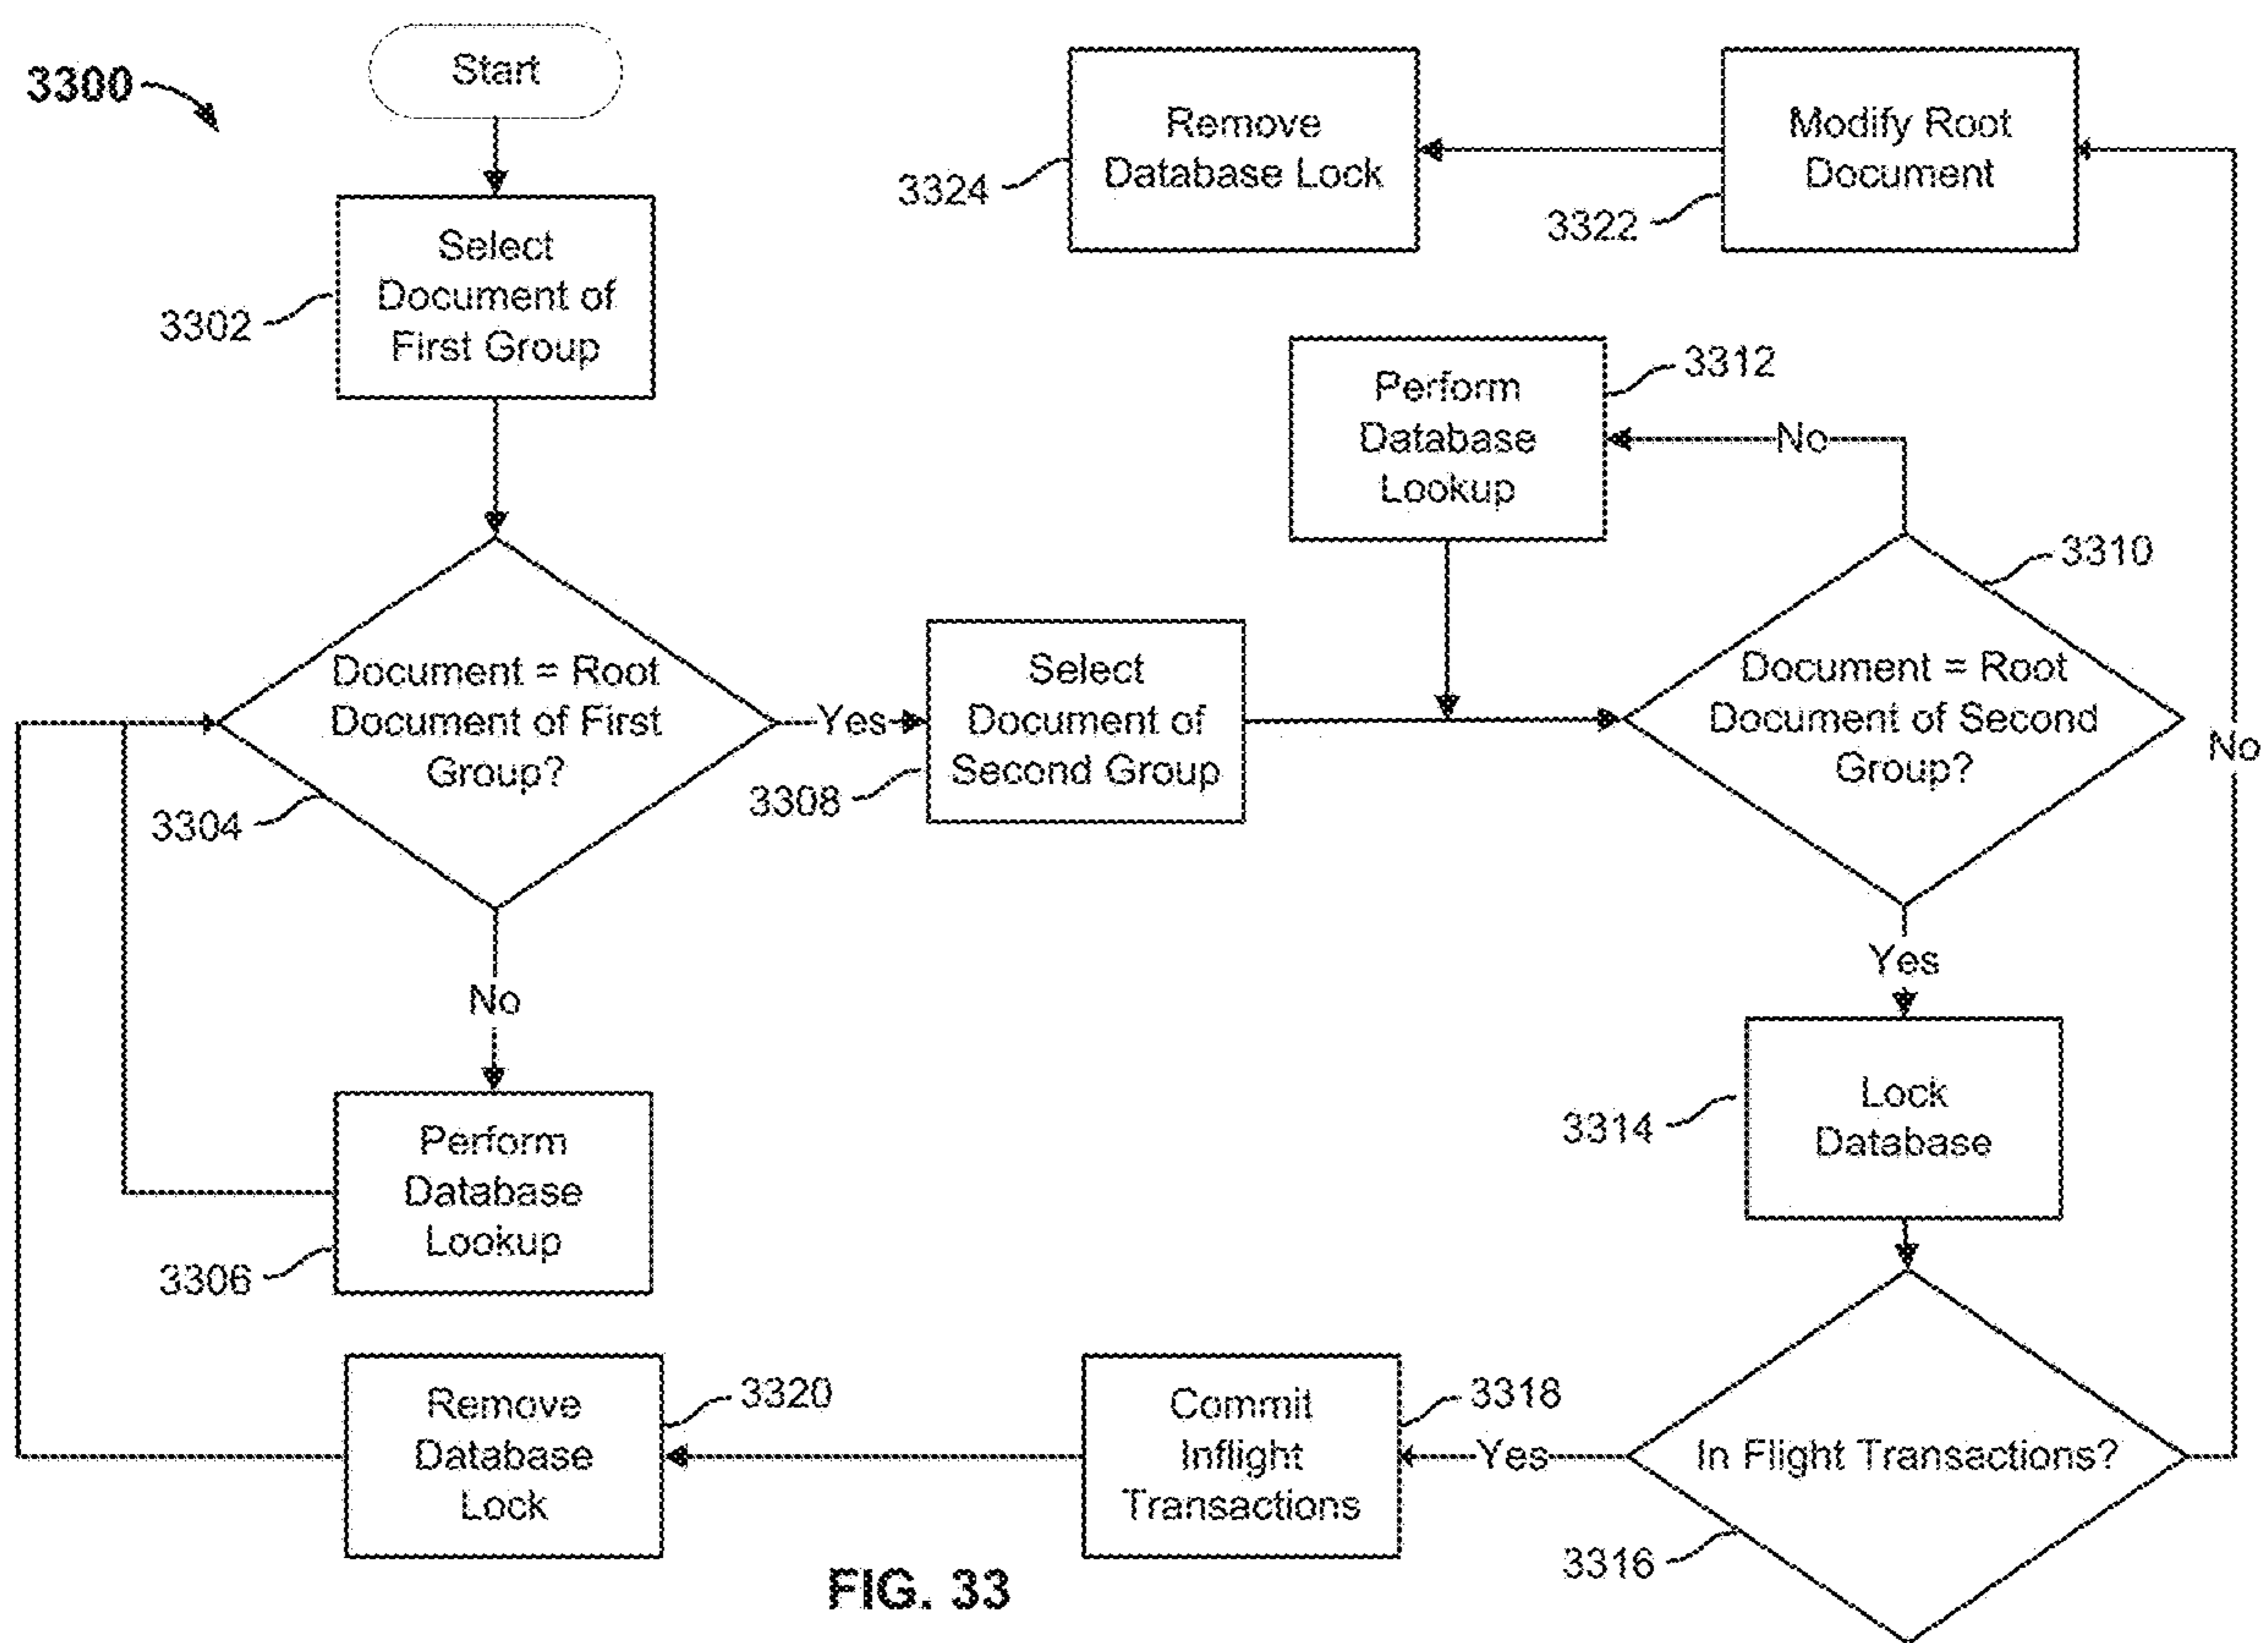 3300
Start
Select
Document of
First Group
3302
Document = Root
Document of First
Group?
3304
Yes
No
Perform
Database
Lookup
3306
Select
Document of
Second Group
3308
Document = Root
Document of Second
Group?
3310
No
Perform
Database
Lookup
3312
Yes
Lock
Database
3314
In Flight Transactions?
3316
Yes
Commit
Inflight
Transactions
3318
Remove
Database
Lock
3320
No
Modify Root
Document
3322
Remove
Database Lock
3324
FIG. 33